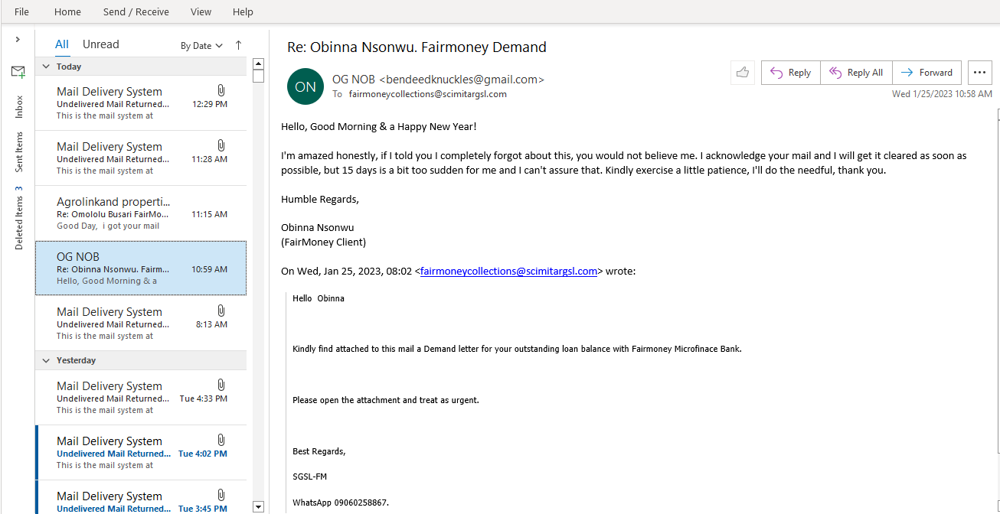 File Home Send / Receive View Help
All Unread By Date
Today
Mail Delivery System
Undelivered Mail Returned... 12:29 PM
This is the mail system at
Mail Delivery System
Undelivered Mail Returned... 11:28 AM
This is the mail system at
Agrolinkand properti...
Re: Omololu Busari FairMo... 11:15 AM
Good Day, i got your mail
OG NOB
Re: Obinna Nsonwu. Fairm... 10:59 AM
Hello, Good Morning & a
Mail Delivery System
Undelivered Mail Returned... 8:13 AM
This is the mail system at
Yesterday
Mail Delivery System
Undelivered Mail Returned... Tue 4:33 PM
This is the mail system at
Mail Delivery System
Undelivered Mail Returned... Tue 4:02 PM
This is the mail system at
Mail Delivery System
Undelivered Mail Returned... Tue 3:45 PM
Inbox
Sent Items
Deleted Items 3
Re: Obinna Nsonwu. Fairmoney Demand
ON
OG NOB <bendeedknuckles@gmail.com>
To fairmoneycollections@scimitargsl.com
Reply Reply All Forward
Wed 1/25/2023 10:58 AM
Hello, Good Morning & a Happy New Year!
I'm amazed honestly, if I told you I completely forgot about this, you would not believe me. I acknowledge your mail and I will get it cleared as soon as
possible, but 15 days is a bit too sudden for me and I can't assure that. Kindly exercise a little patience, I'll do the needful, thank you.
Humble Regards,
Obinna Nsonwu
(FairMoney Client)
On Wed, Jan 25, 2023, 08:02 <fairmoneycollections@scimitargsl.com> wrote:
Hello Obinna
Kindly find attached to this mail a Demand letter for your outstanding loan balance with Fairmoney Microfinace Bank.
Please open the attachment and treat as urgent.
Best Regards,
SGSL-FM
WhatsApp 09060258867.